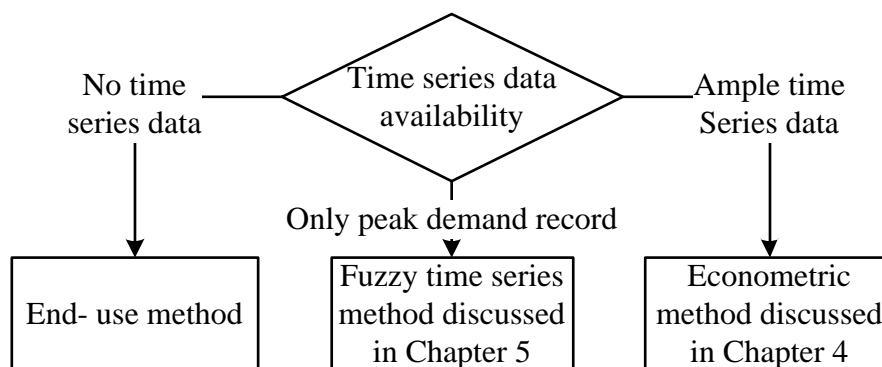 Time series data
availability
No time
series data
Ample time
Series data
Only peak demand record
End- use method
Fuzzy time series
method discussed
in Chapter 5
Econometric
method discussed
in Chapter 4